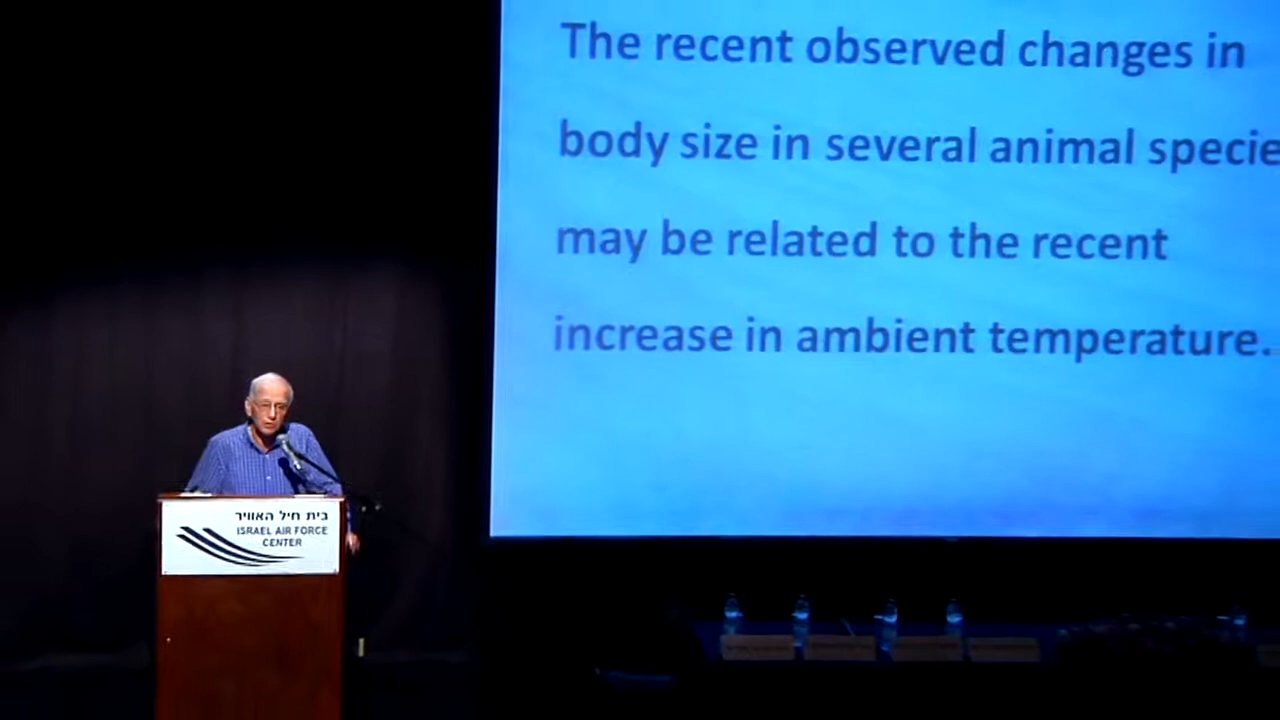 The recent observed changes in
body size in several animal specie
may be related to the recent
increase in ambient temperature.
בית חיל האוויר
ISRAEL AIR FORCE
CENTER